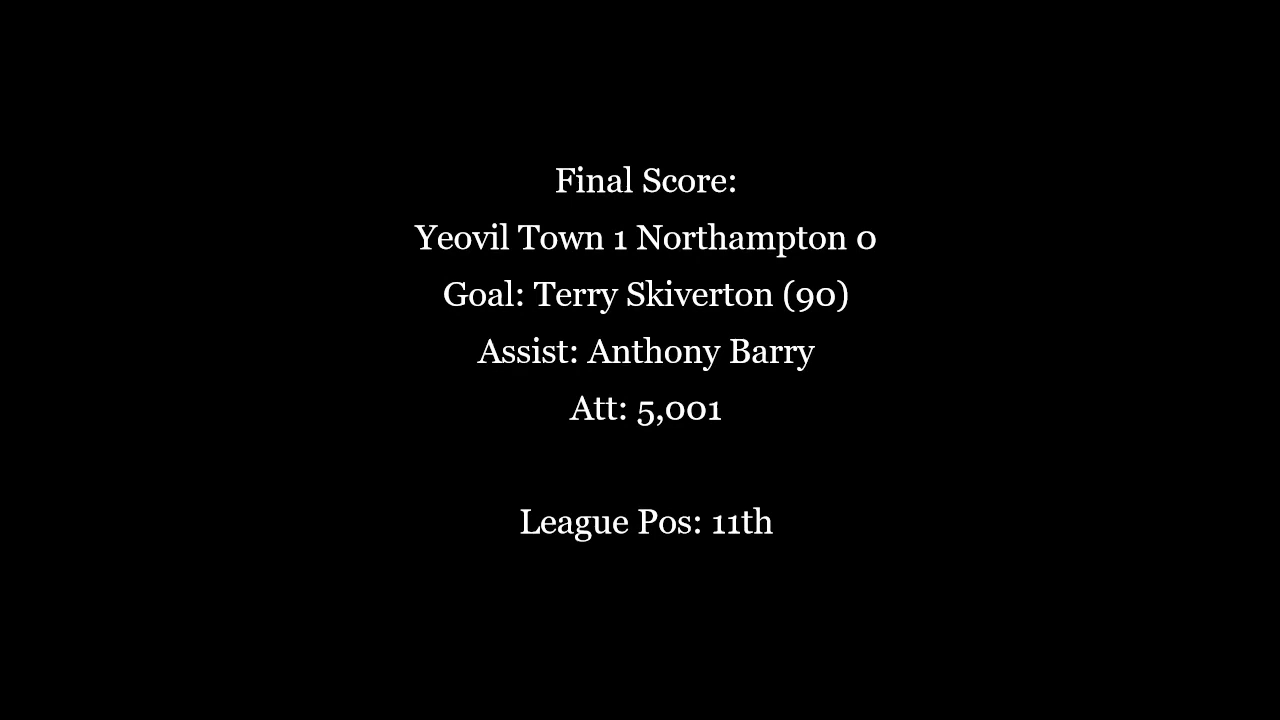 Final Score:
Yeovil Town 1 Northampton 0
Goal: Terry Skiverton (90)
Assist: Anthony Barry
Att: 5,001
League Pos: 11th